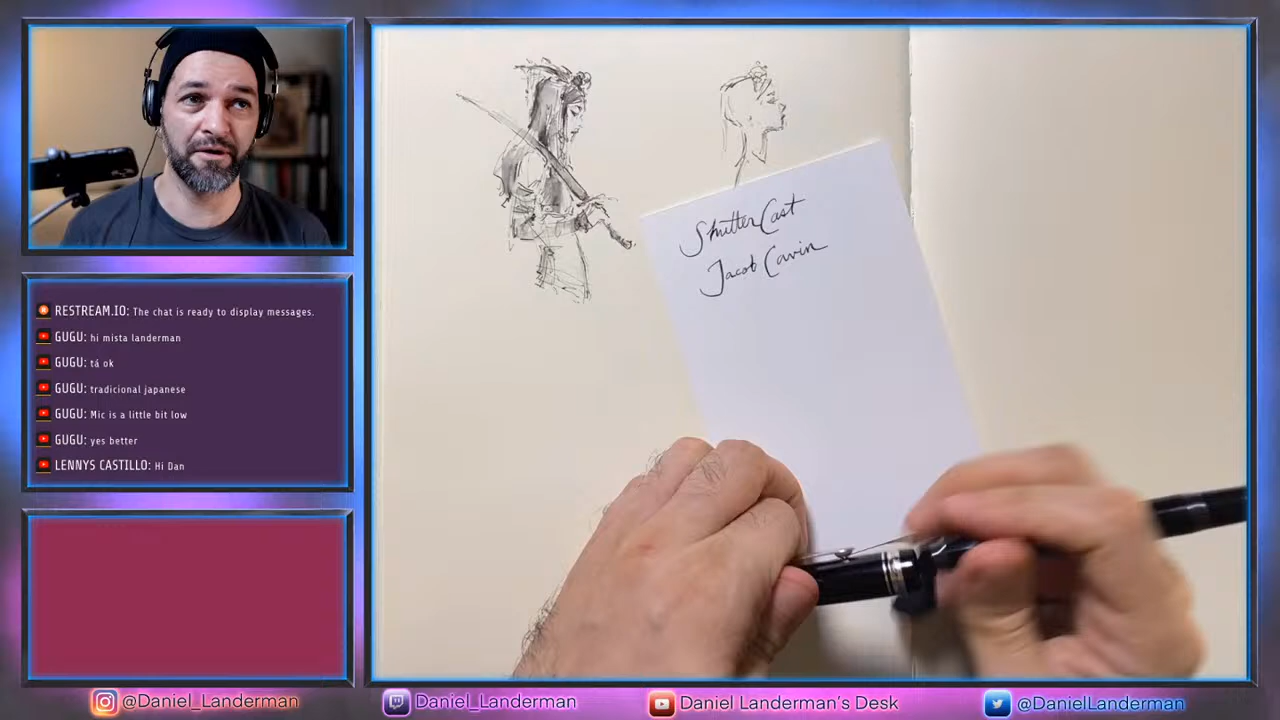 ShutterCast
Jacob Cavin
RESTREAM.IO: The chat is ready to display messages.
GUGU: hi mista landerman
GUGU: tá ok
GUGU: tradicional japanese
GUGU: Mic is a little bit low
GUGU: yes better
LENNYS CASTILLO: Hi Dan
@Daniel_Landerman
Daniel_Landerman
Daniel Landerman's Desk
@DanielLanderman